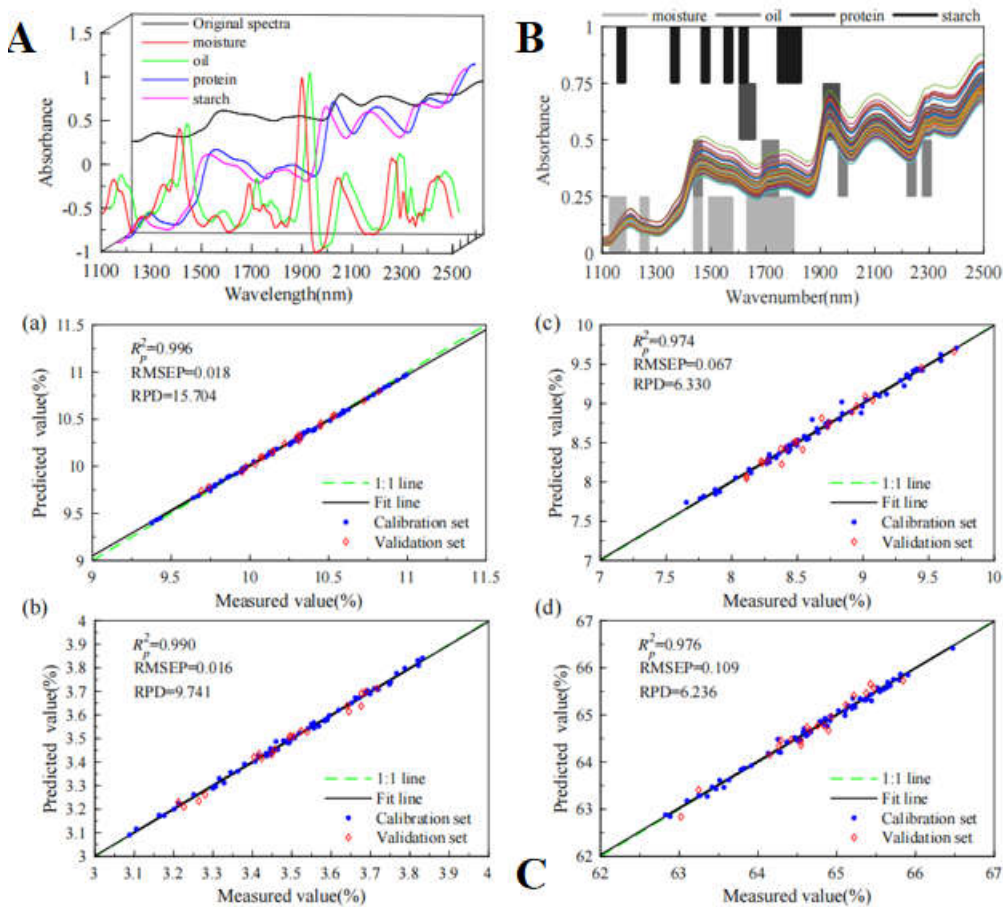 A
Original spectra
moisture
oil
protein
starch
Absorbance
1.5
1
0.5
0
-0.5
-1
1100 1300 1500 1700 1900 2100 2300 2500
Wavelength(nm)
B
moisture oil protein starch
Absorbance
1
0.75
0.5
0.25
0
1100 1300 1500 1700 1900 2100 2300 2500
Wavenumber(nm)
(a)
R²p=0.996
RMSEP=0.018
RPD=15.704
1:1 line
Fit line
Calibration set
Validation set
Predicted value(%)
11.5
11
10.5
10
9.5
9
9 9.5 10 10.5 11 11.5
Measured value(%)
(c)
R²p=0.974
RMSEP=0.067
RPD=6.330
1:1 line
Fit line
Calibration set
Validation set
Predicted value(%)
10
9.5
9
8.5
8
7.5
7
7 7.5 8 8.5 9 9.5 10
Measured value(%)
(b)
R²p=0.990
RMSEP=0.016
RPD=9.741
1:1 line
Fit line
Calibration set
Validation set
Predicted value(%)
4
3.9
3.8
3.7
3.6
3.5
3.4
3.3
3.2
3.1
3
3 3.1 3.2 3.3 3.4 3.5 3.6 3.7 3.8 3.9 4
Measured value(%)
(d)
R²p=0.976
RMSEP=0.109
RPD=6.236
1:1 line
Fit line
Calibration set
Validation set
Predicted value(%)
67
66
65
64
63
62
62 63 64 65 66 67
Measured value(%)
C